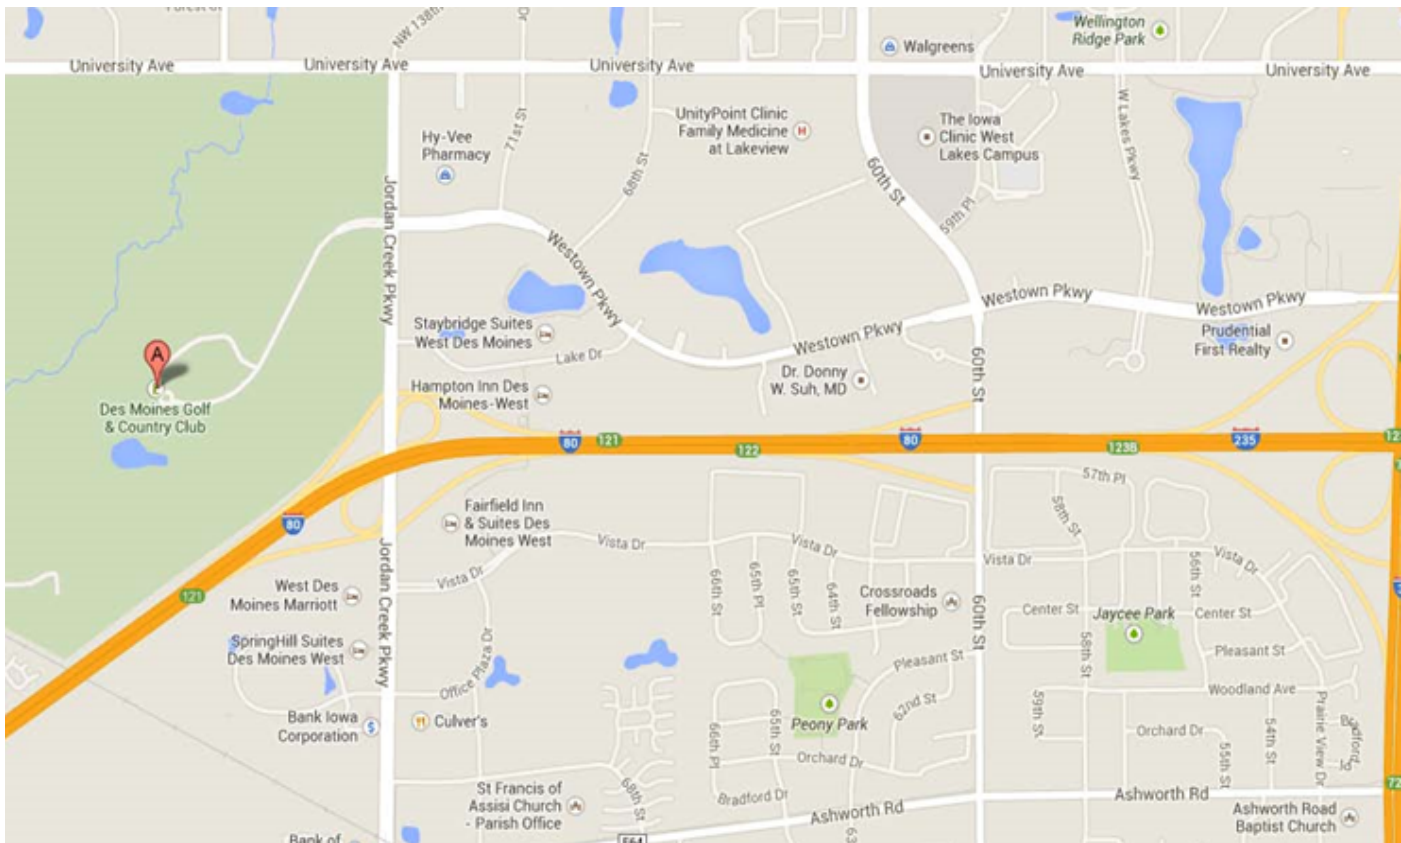 Forest Ct
NW 138th
Dr
Wellington
Ridge Park
Walgreens
University Ave
University Ave
University Ave
University Ave
University Ave
71st St
68th St
Hy-Vee
Pharmacy
UnityPoint Clinic
Family Medicine
at Lakeview
H
The Iowa
Clinic West
Lakes Campus
W Lakes Pkwy
60th St
59th Pl
Jordan Creek Pkwy
Westown Pkwy
Westown Pkwy
Westown Pkwy
Westown Pkwy
Staybridge Suites
West Des Moines
Lake Dr
Prudential
First Realty
A
Des Moines Golf
& Country Club
Hampton Inn Des
Moines-West
Dr. Donny
W. Suh, MD
60th St
80
121
122
80
123B
235
57th Pl
58th St
Fairfield Inn
& Suites Des
Moines West
80
Vista Dr
Vista Dr
Vista Dr
Vista Dr
Vista Dr
Jordan Creek Pkwy
66th St
65th Pl
65th St
64th St
56th St
121
West Des
Moines Marriott
Crossroads
Fellowship
60th St
Center St
Jaycee Park
Center St
SpringHill Suites
Des Moines West
Office Plaza Dr
Pleasant St
58th St
Pleasant St
Woodland Ave
62nd St
59th St
Bank Iowa
Corporation
$
Culver's
66th Pl
65th St
Peony Park
Orchard Dr
55th St
54th St
Prairie View Dr
Bradford Pl
Orchard Dr
St Francis of
Assisi Church
- Parish Office
68th St
Bradford Dr
Ashworth Rd
Ashworth Rd
Ashworth Road
Baptist Church
Bank of
F64
63
72